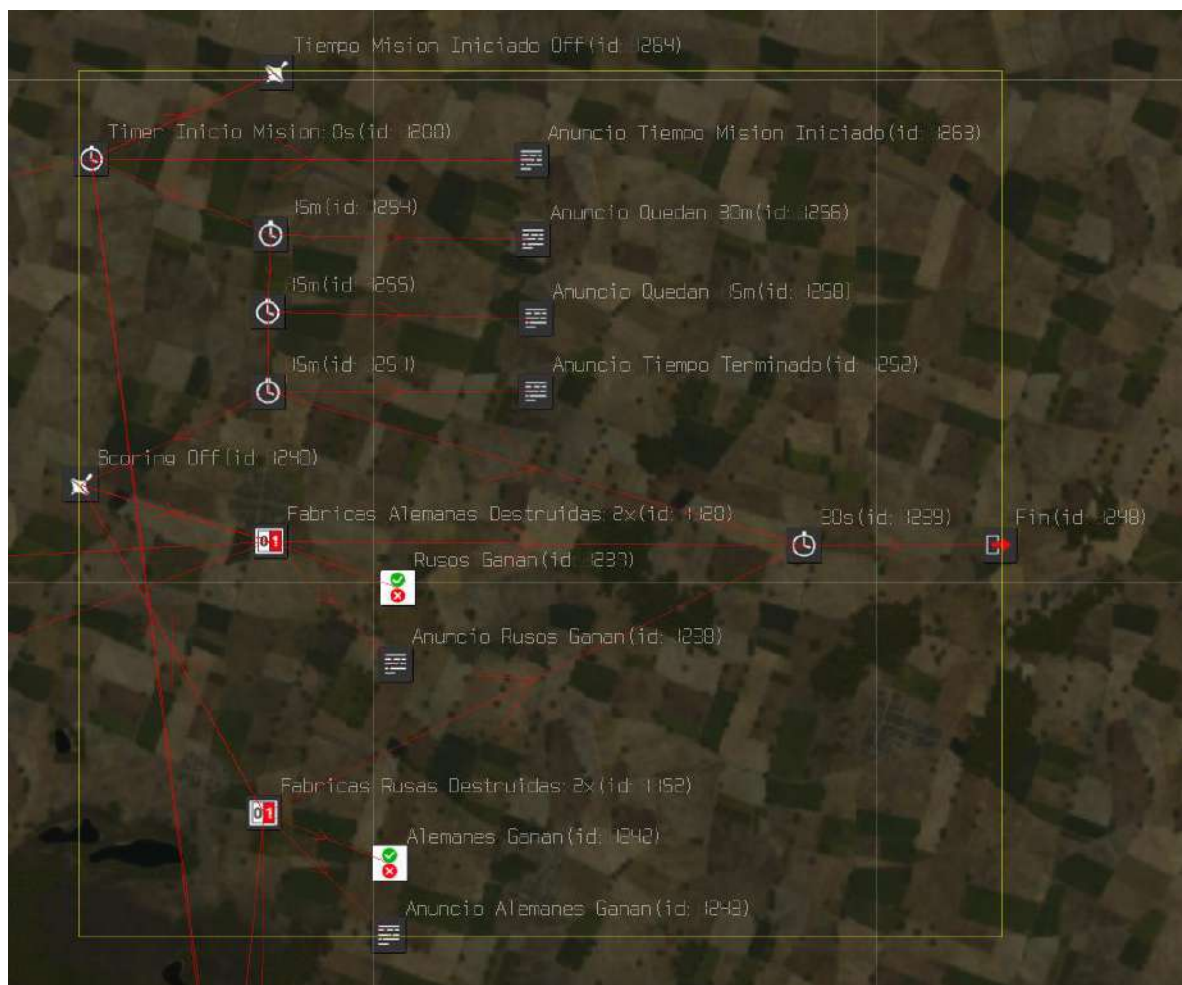 Tiempo Mision Iniciado Off(id: 1264)
Timer Inicio Mision: 0s(id: 1200)
Anuncio Tiempo Mision Iniciado(id: 1263)
15m(id: 1254)
Anuncio Quedan 30m(id: 1256)
15m(id: 1255)
Anuncio Quedan 15m(id: 1258)
15m(id: 1257)
Anuncio Tiempo Terminado(id: 1252)
Scoring Off(id: 1240)
Fabricas Alemanas Destruidas: 2x(id: 1120)
20s(id: 1239)
Fin(id: 1248)
Rusos Ganan(id: 1237)
Anuncio Rusos Ganan(id: 1238)
Fabricas Rusas Destruidas: 2x(id: 1152)
Alemanes Ganan(id: 1242)
Anuncio Alemanes Ganan(id: 1243)